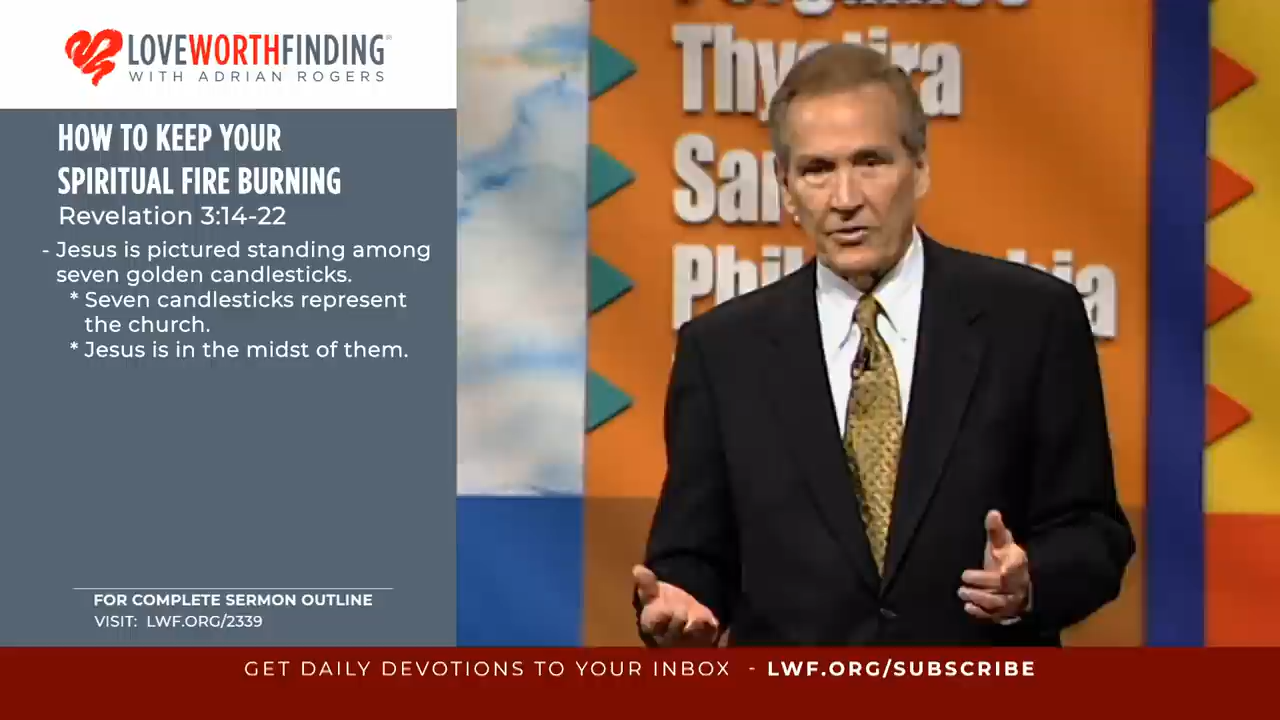 LOVEWORTHFINDING®
WITH ADRIAN ROGERS
HOW TO KEEP YOUR
SPIRITUAL FIRE BURNING
Revelation 3:14-22
- Jesus is pictured standing among
seven golden candlesticks.
* Seven candlesticks represent
the church.
* Jesus is in the midst of them.
FOR COMPLETE SERMON OUTLINE
VISIT: LWF.ORG/2339
GET DAILY DEVOTIONS TO YOUR INBOX - LWF.ORG/SUBSCRIBE